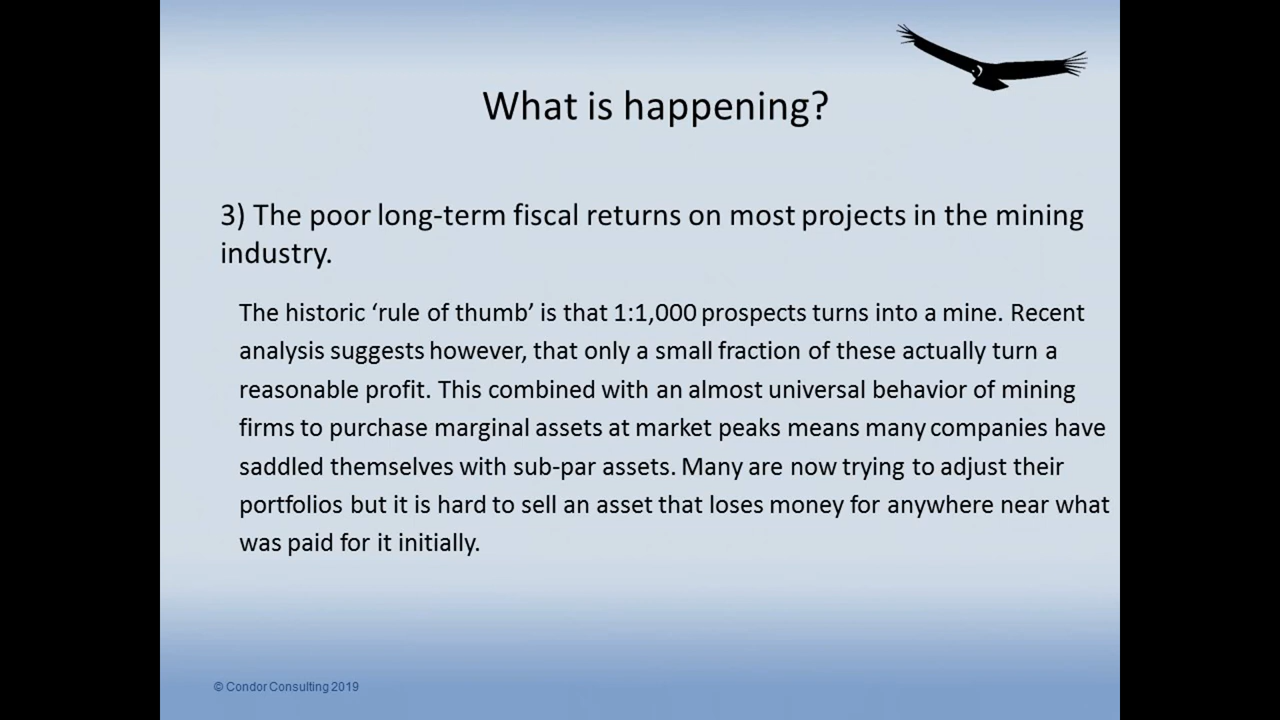 What is happening?
3) The poor long-term fiscal returns on most projects in the mining
industry.
The historic ‘rule of thumb’ is that 1:1,000 prospects turns into a mine. Recent
analysis suggests however, that only a small fraction of these actually turn a
reasonable profit. This combined with an almost universal behavior of mining
firms to purchase marginal assets at market peaks means many companies have
saddled themselves with sub-par assets. Many are now trying to adjust their
portfolios but it is hard to sell an asset that loses money for anywhere near what
was paid for it initially.
© Condor Consulting 2019